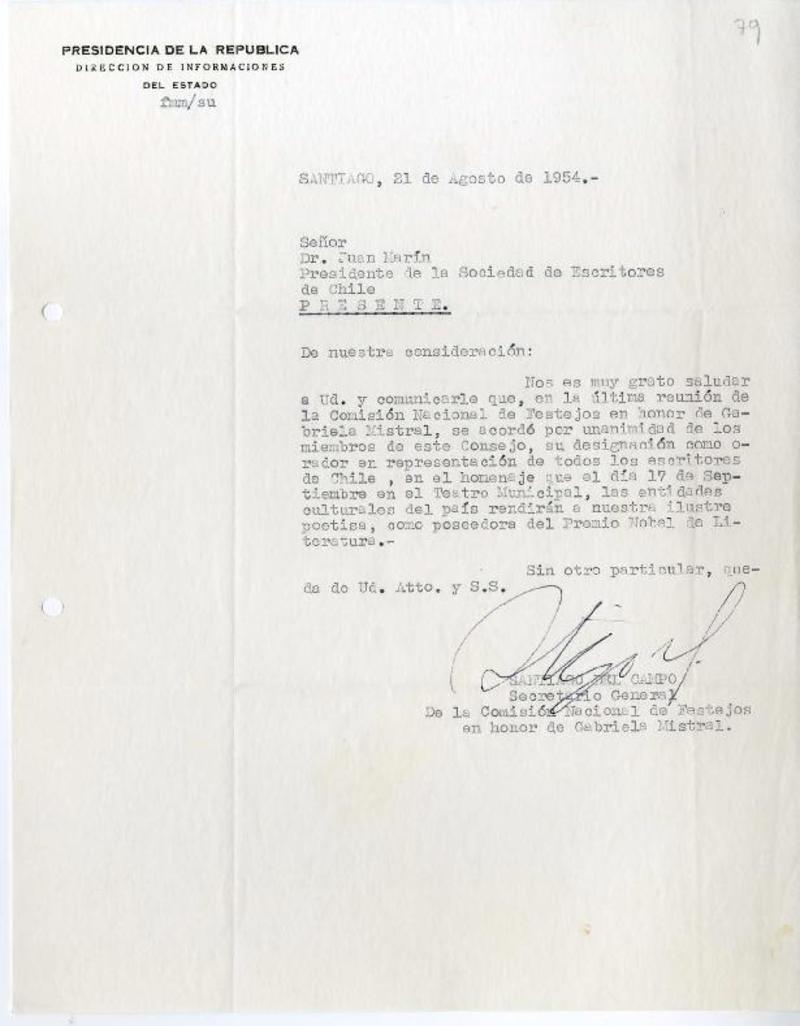 79
PRESIDENCIA DE LA REPUBLICA
DIRECCION DE INFORMACIONES
DEL ESTADO
fmm/su
SANTIAGO, 21 de Agosto de 1954.-
Señor
Dr. Juan Marín
Presidente de la Sociedad de Escritores
de Chile
P R E S E N T E.
De nuestra consideración:
Nos es muy grato saludar
a Ud. y comunicarle que, en la última reunión de
la Comisión Nacional de Festejos en honor de Ga-
briela Mistral, se acordó por unanimidad de los
miembros de este Consejo, su designación como o-
rador en representación de todos los escritores
de Chile , en el homenaje que el día 17 de Sep-
tiembre en el Teatro Municipal, las entidades
culturales del país rendirán a nuestra ilustre
poetisa, como poseedora del Premio Nobel de Li-
teratura.-
Sin otro particular, que-
da de Ud. Atto. y S.S.
SANTIAGO DEL CAMPO
Secretario General
De la Comisión Nacional de Festejos
en honor de Gabriela Mistral.